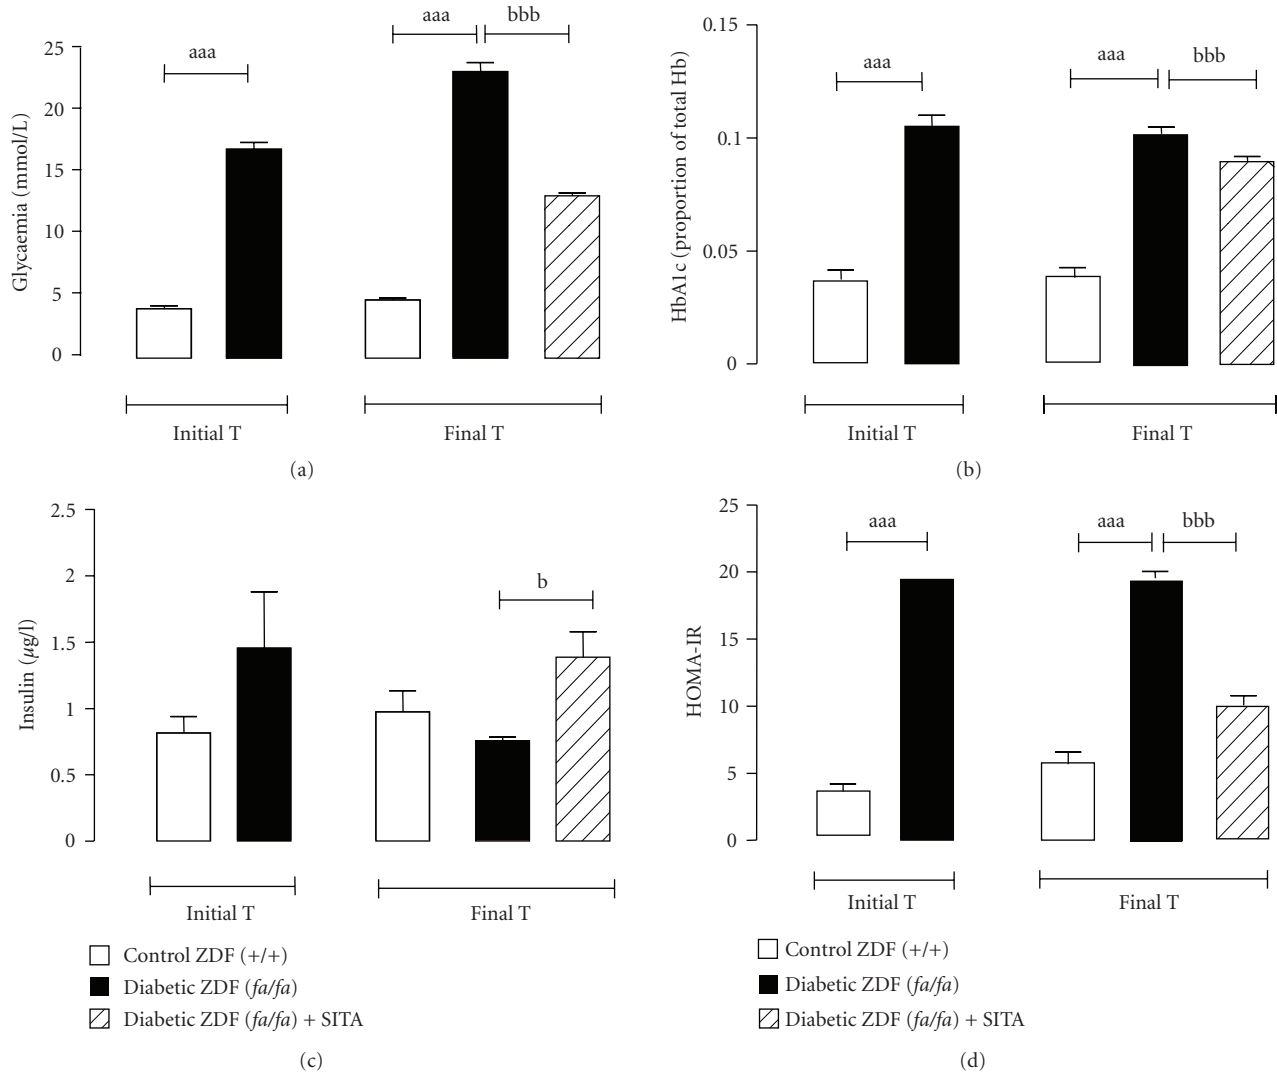 aaa
aaa
bbb
25
20
15
10
5
0
Glycaemia (mmol/L)
Initial T
Final T
(a)
0.15
0.1
0.05
0
HbA1c (proportion of total Hb)
aaa
aaa
bbb
Initial T
Final T
(b)
2.5
2
1.5
1
0.5
0
Insulin (μg/l)
b
Initial T
Final T
Control ZDF (+/+)
Diabetic ZDF (fa/fa)
Diabetic ZDF (fa/fa) + SITA
(c)
25
20
15
10
5
0
HOMA-IR
aaa
aaa
bbb
Initial T
Final T
Control ZDF (+/+)
Diabetic ZDF (fa/fa)
Diabetic ZDF (fa/fa) + SITA
(d)